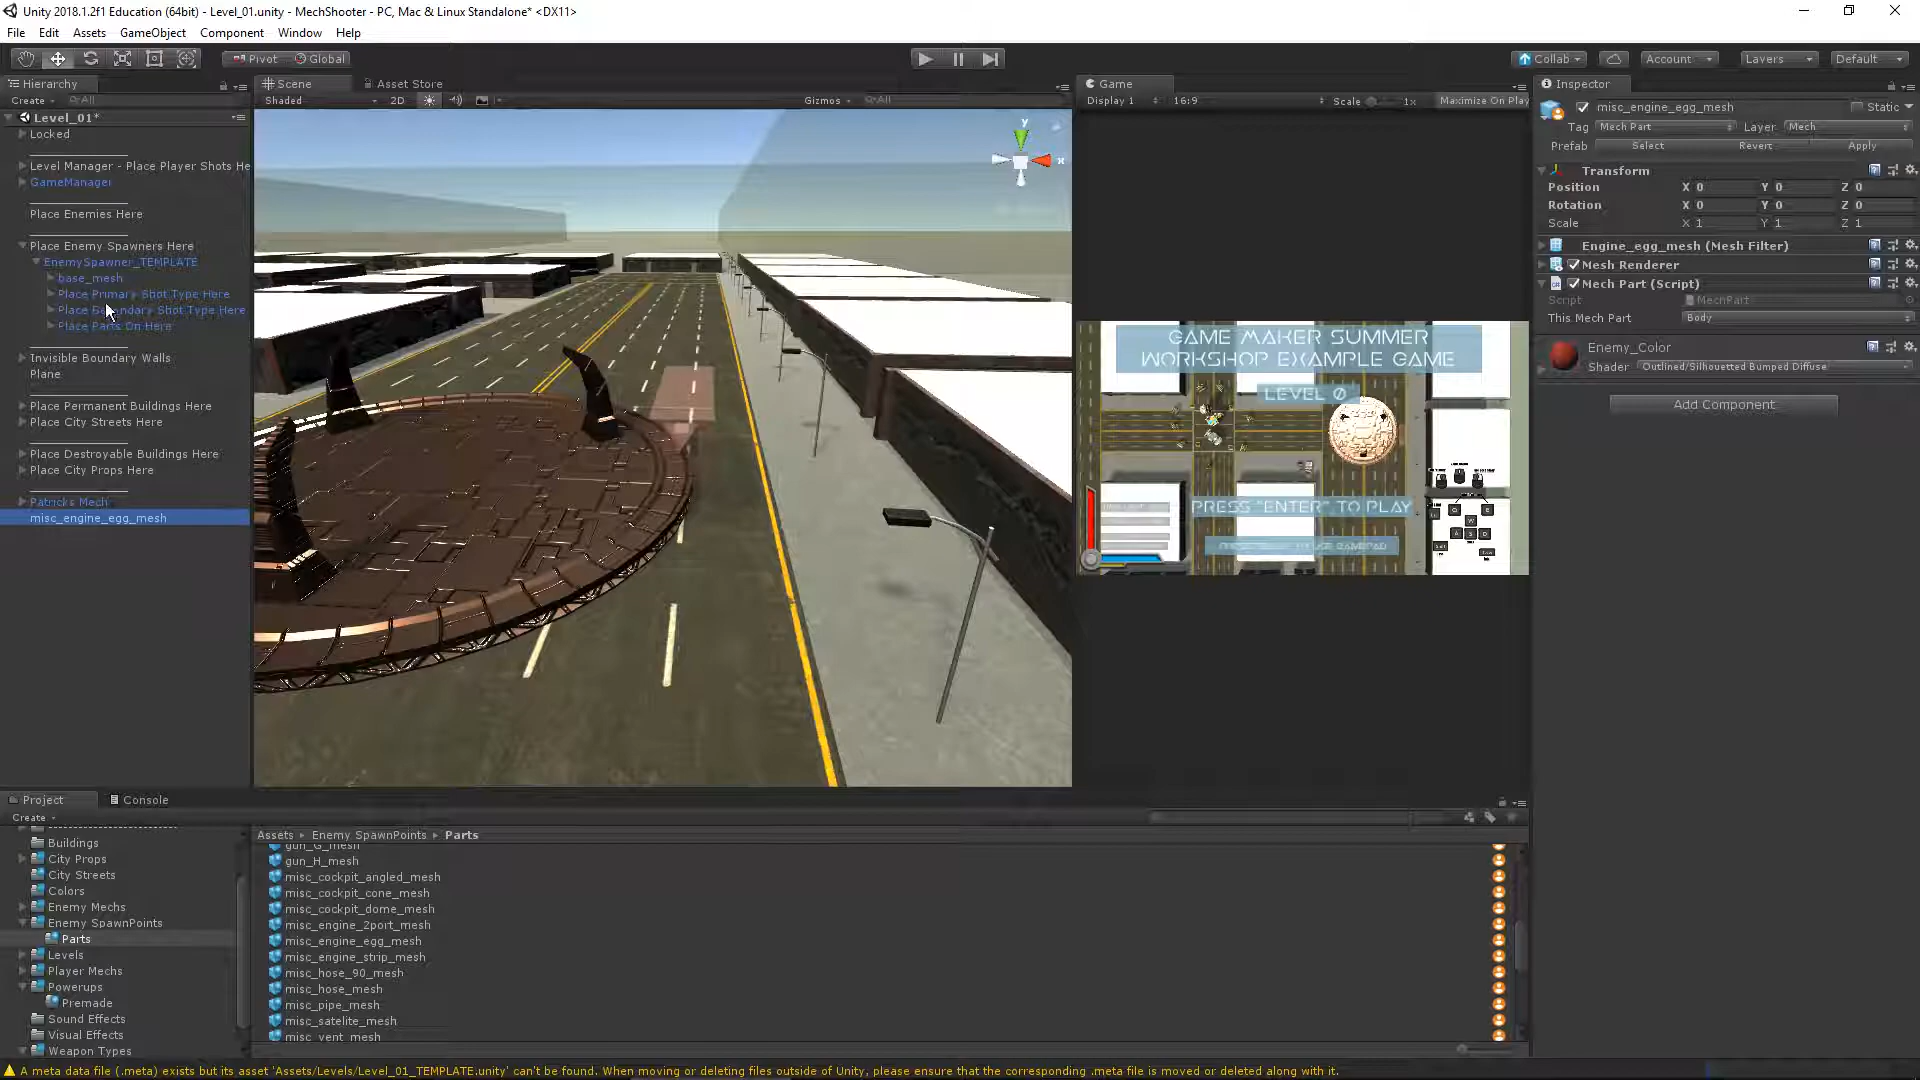 Unity 2018.1.2f1 Education (64bit) - Level_01.unity - MechShooter - PC, Mac & Linux Standalone* <DX11>
File Edit Assets GameObject Component Window Help
Pivot Global Collab Account Layers Default
Hierarchy Scene Asset Store Game Inspector
Create All Shaded 2D Gizmos All Display 1 16:9 Scale 1x Maximize On Play
misc_engine_egg_mesh Static
Tag Mech Part Layer Mech
Prefab Select Revert Apply
Transform
Position X 0 Y 0 Z 0
Rotation X 0 Y 0 Z 0
Scale X 1 Y 1 Z 1
Engine_egg_mesh (Mesh Filter)
Mesh Renderer
Mech Part (Script)
Script MechPart
This Mech Part Body
Enemy_Color
Shader Outlined/Silhouetted Bumped Diffuse
Add Component
Level_01*
Locked
Level Manager - Place Player Shots He
GameManager
Place Enemies Here
Place Enemy Spawners Here
EnemySpawner_TEMPLATE
base_mesh
Place Primary Shot Type Here
Place Secondary Shot Type Here
Place Parts On Here
Invisible Boundary Walls
Plane
Place Permanent Buildings Here
Place City Streets Here
Place Destroyable Buildings Here
Place City Props Here
Patricks Mech
misc_engine_egg_mesh
y
x
GAME MAKER SUMMER
WORKSHOP EXAMPLE GAME
LEVEL 0
PRESS "ENTER" TO PLAY
Project Console
Create
Buildings
City Props
City Streets
Colors
Enemy Mechs
Enemy SpawnPoints
Parts
Levels
Player Mechs
Powerups
Premade
Sound Effects
Visual Effects
Weapon Types
Assets Enemy SpawnPoints Parts
gun_G_mesh
gun_H_mesh
misc_cockpit_angled_mesh
misc_cockpit_cone_mesh
misc_cockpit_dome_mesh
misc_engine_2port_mesh
misc_engine_egg_mesh
misc_engine_strip_mesh
misc_hose_90_mesh
misc_hose_mesh
misc_pipe_mesh
misc_satelite_mesh
misc_vent_mesh
A meta data file (.meta) exists but its asset 'Assets/Levels/Level_01_TEMPLATE.unity' can't be found. When moving or deleting files outside of Unity, please ensure that the corresponding .meta file is moved or deleted along with it.